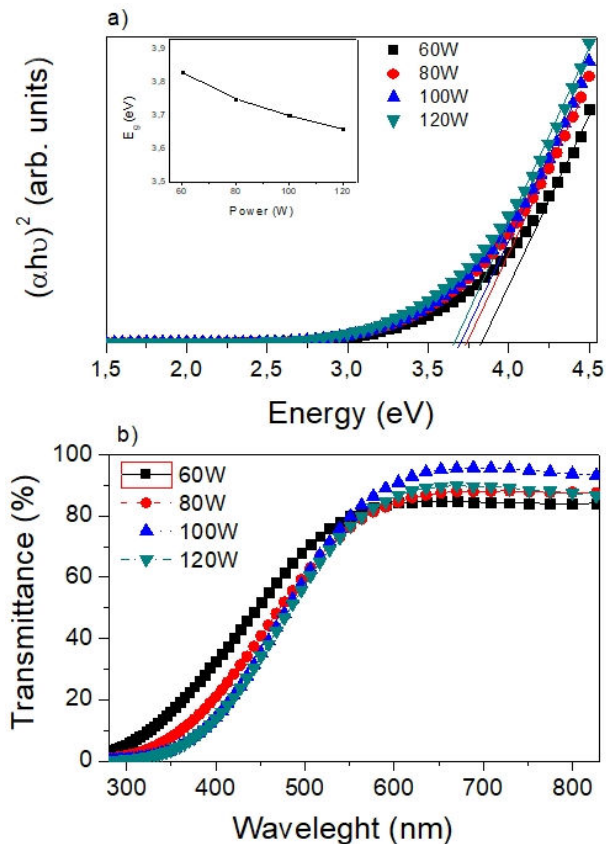 a)
3,9
3,8
3,7
3,6
3,5
E_g (eV)
60 80 100 120
Power (W)
60W
80W
100W
120W
(αhυ)² (arb. units)
1,5 2,0 2,5 3,0 3,5 4,0 4,5
Energy (eV)
b)
100
80
60
40
20
0
Transmittance (%)
60W
80W
100W
120W
300 400 500 600 700 800
Waveleght (nm)